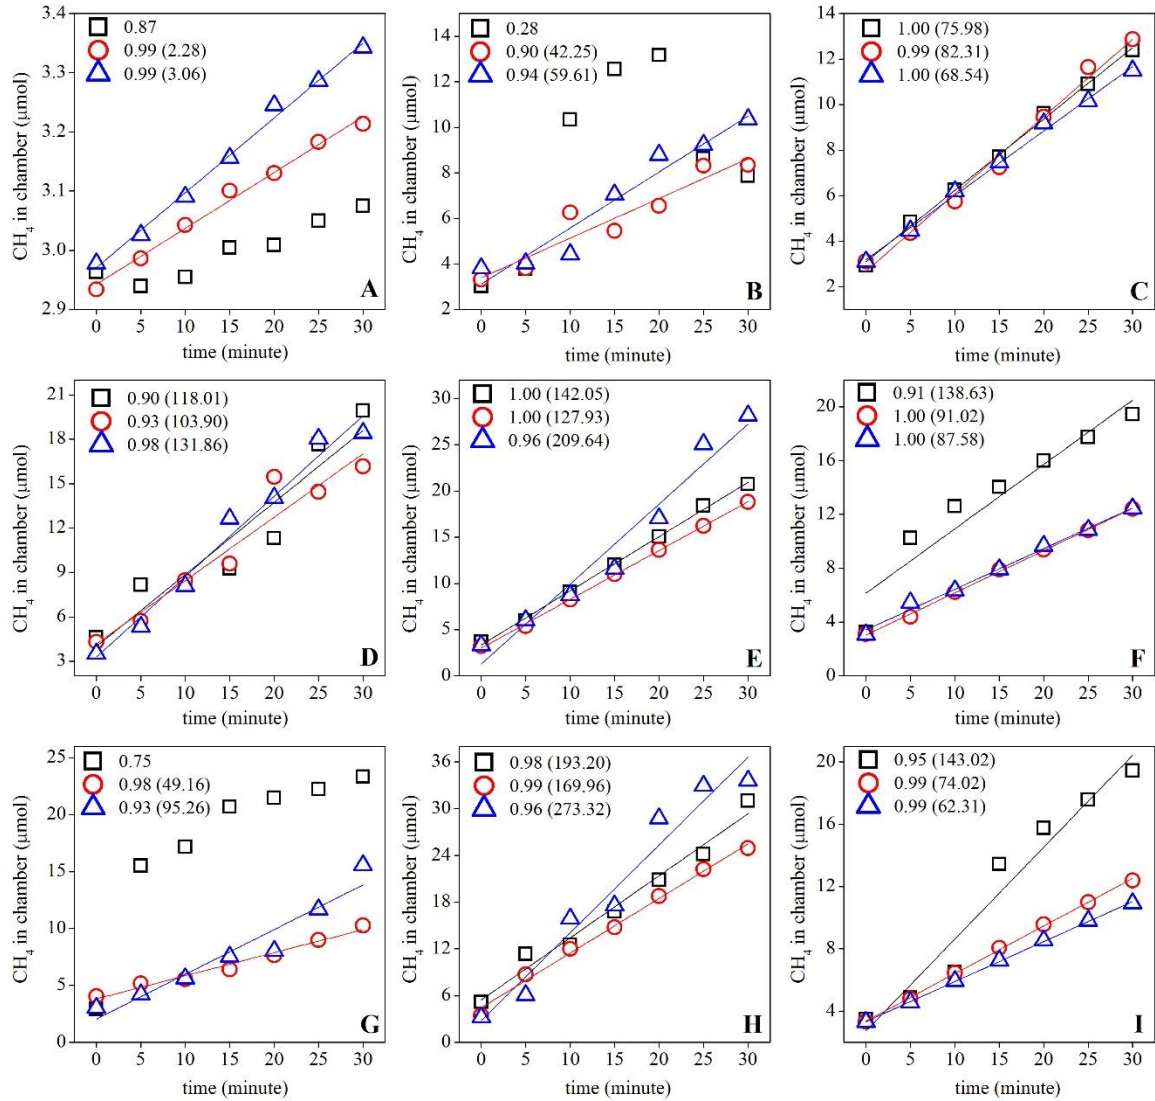 0.87
0.99 (2.28)
0.99 (3.06)
3.4
3.3
3.2
3.1
3.0
2.9
CH₄ in chamber (μmol)
A
0 5 10 15 20 25 30
time (minute)
0.28
0.90 (42.25)
0.94 (59.61)
14
12
10
8
6
4
2
CH₄ in chamber (μmol)
B
0 5 10 15 20 25 30
time (minute)
1.00 (75.98)
0.99 (82.31)
1.00 (68.54)
14
12
10
8
6
4
2
CH₄ in chamber (μmol)
C
0 5 10 15 20 25 30
time (minute)
0.90 (118.01)
0.93 (103.90)
0.98 (131.86)
21
18
15
12
9
6
3
CH₄ in chamber (μmol)
D
0 5 10 15 20 25 30
time (minute)
1.00 (142.05)
1.00 (127.93)
0.96 (209.64)
30
25
20
15
10
5
0
CH₄ in chamber (μmol)
E
0 5 10 15 20 25 30
time (minute)
0.91 (138.63)
1.00 (91.02)
1.00 (87.58)
20
16
12
8
4
0
CH₄ in chamber (μmol)
F
0 5 10 15 20 25 30
time (minute)
0.75
0.98 (49.16)
0.93 (95.26)
25
20
15
10
5
0
CH₄ in chamber (μmol)
G
0 5 10 15 20 25 30
time (minute)
0.98 (193.20)
0.99 (169.96)
0.96 (273.32)
36
30
24
18
12
6
0
CH₄ in chamber (μmol)
H
0 5 10 15 20 25 30
time (minute)
0.95 (143.02)
0.99 (74.02)
0.99 (62.31)
20
16
12
8
4
CH₄ in chamber (μmol)
I
0 5 10 15 20 25 30
time (minute)